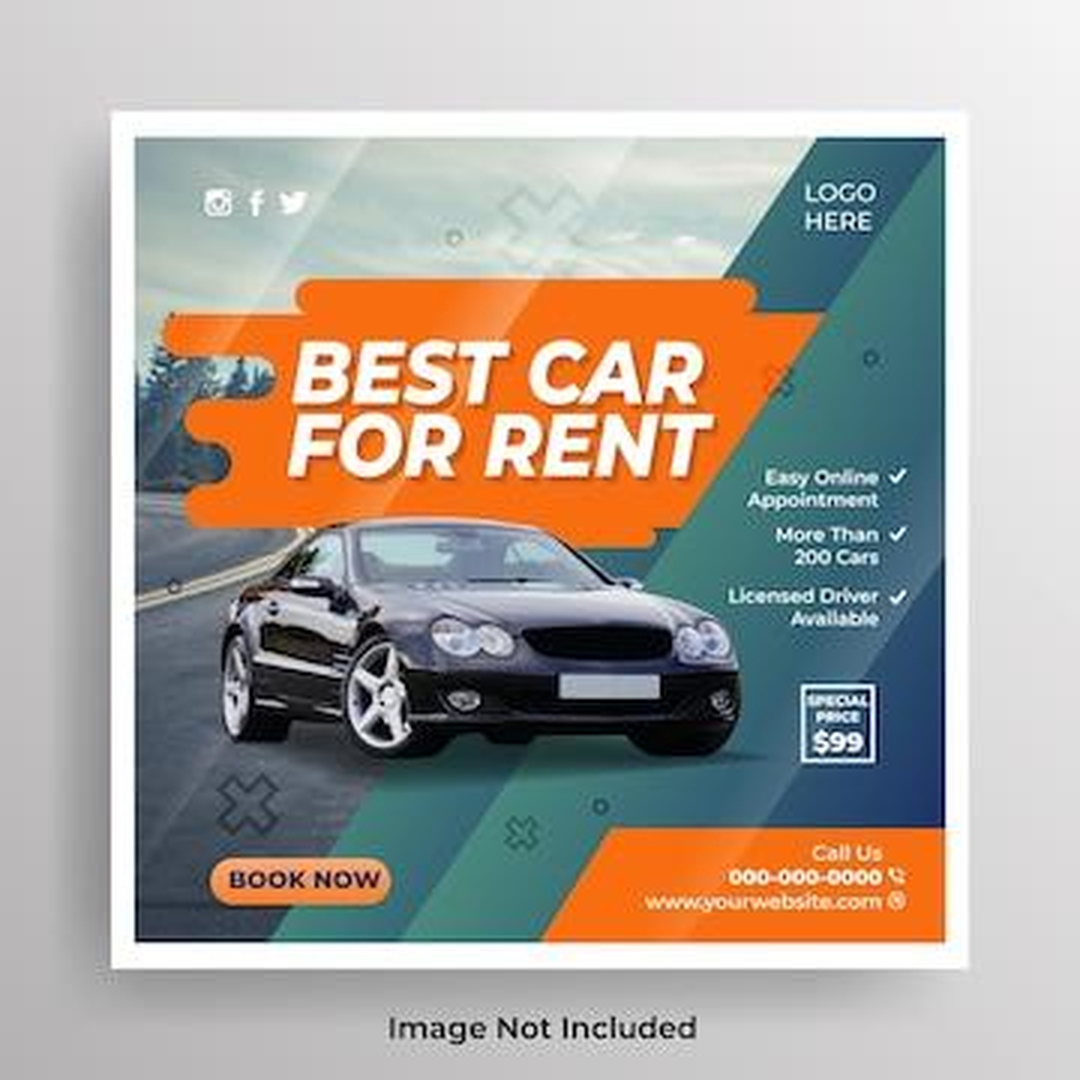 LOGO
HERE
BEST CAR
FOR RENT
Easy Online
Appointment
More Than
200 Cars
Licensed Driver
Available
SPECIAL
PRICE
$99
BOOK NOW
Call Us
000-000-0000
www.yourwebsite.com
Image Not Included